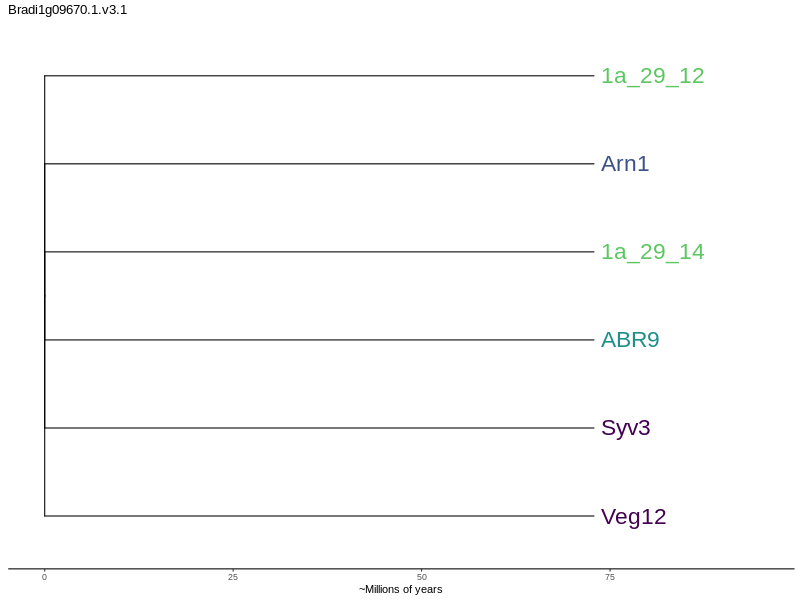 Bradi1g09670.1.v3.1
1a_29_12
Arn1
1a_29_14
ABR9
Syv3
Veg12
0 25 50 75
~Millions of years